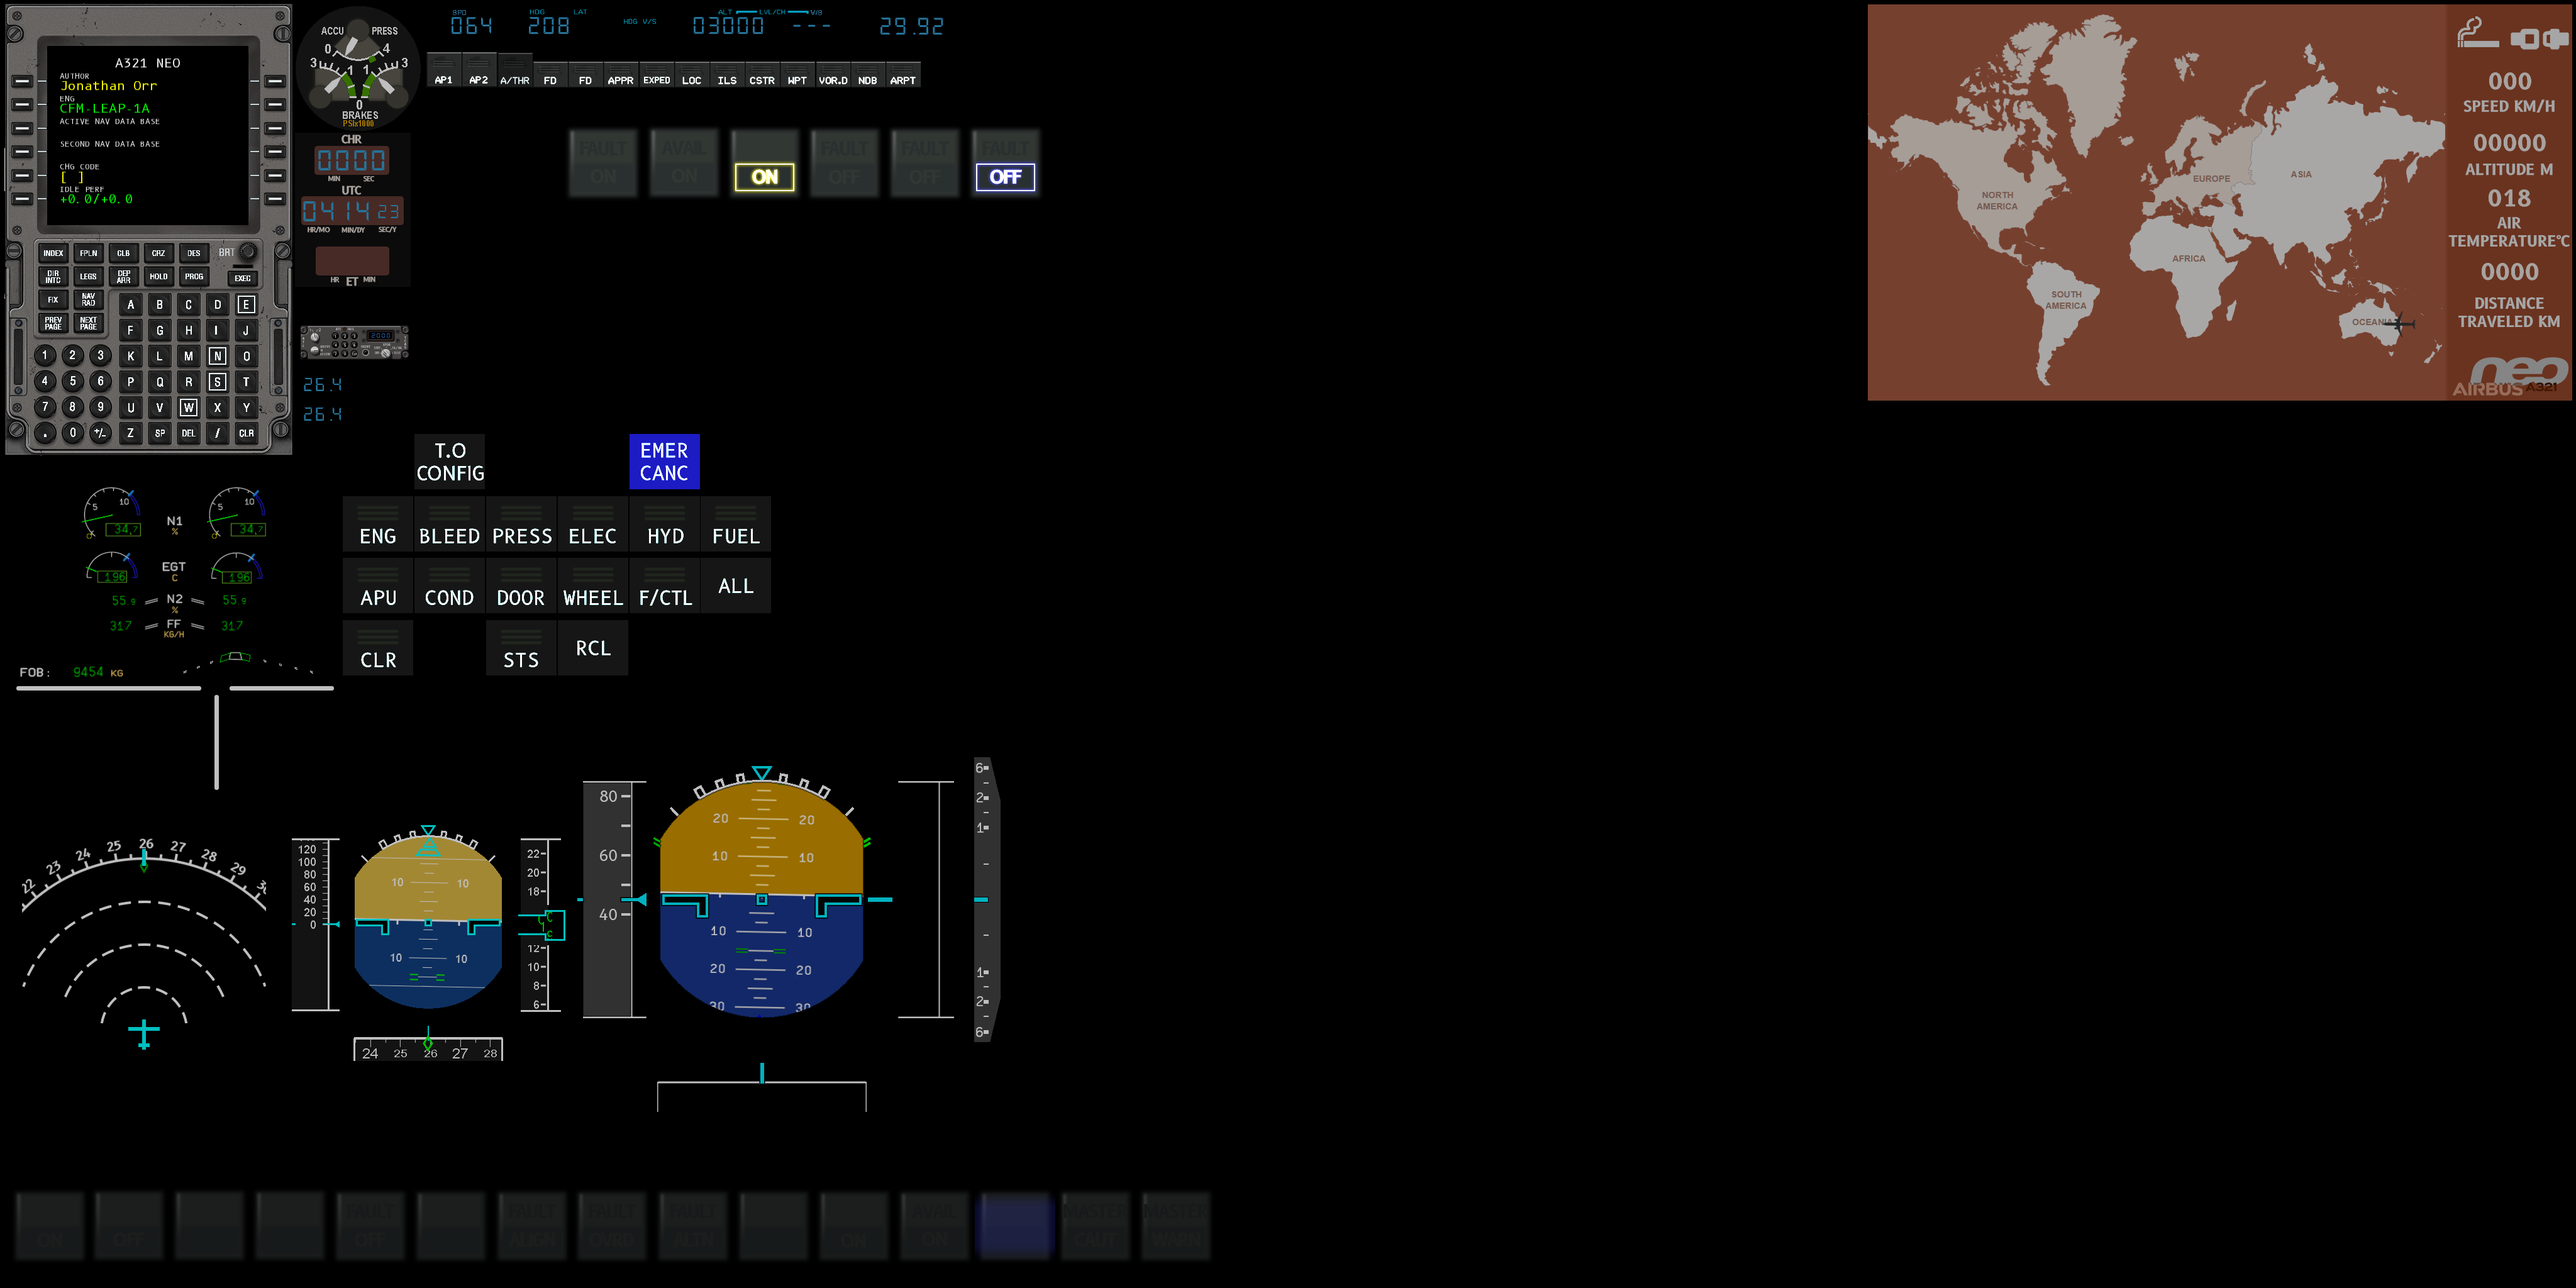 A321 NEO
AUTHOR
Jonathan Orr
ENG
CFM-LEAP-1A
ACTIVE NAV DATA BASE
SECOND NAV DATA BASE
CHG CODE
[ ]
IDLE PERF
+0.0/+0.0
INDEX FPLN CLB CRZ DES BRT
DIR INTC LEGS DEP ARR HOLD PROG EXEC
FIX NAV RAD
PREV PAGE NEXT PAGE
A B C D E
F G H I J
1 2 3 K L M N O
4 5 6 P Q R S T
7 8 9 U V W X Y
. 0 +/- Z SP DEL / CLR
ACCU PRESS
0 4
3 1 1 3
0
BRAKES
PSIx1000
CHR
0000
MIN SEC
UTC
0414 23
HR/MO MIN/DY SEC/Y
HR ET MIN
26.4
26.4
SPD HDG LAT ALT LVL/CH V/S
064 208 HDG V/S 03000 --- 29.92
AP1 AP2 A/THR FD FD APPR EXPED LOC ILS CSTR WPT VOR.D NDB ARPT
FAULT AVAIL FAULT FAULT FAULT
ON ON ON OFF OFF OFF
T.O CONFIG
EMER CANC
ENG BLEED PRESS ELEC HYD FUEL
APU COND DOOR WHEEL F/CTL ALL
CLR STS RCL
5 10 5 10
34.7 N1 34.7
%
196 EGT 196
C
55.9 N2 55.9
%
317 FF 317
KG/H
FOB: 9454 KG
22 23 24 25 26 27 28 29
120
100
80
60
40
20
0
10 10
10 10
22
20
18
12
10
8
6
24 25 26 27 28
80
60
40
20 20
10 10
10 10
20 20
30 30
6
2
1
1
2
6
NORTH AMERICA
SOUTH AMERICA
EUROPE
AFRICA
ASIA
OCEANIA
000
SPEED KM/H
00000
ALTITUDE M
018
AIR
TEMPERATURE°C
0000
DISTANCE
TRAVELED KM
neo
AIRBUS A321
FAULT FAULT FAULT FAULT AVAIL MASTER MASTER
ON OFF OFF ALIGN OVRD ALTN ON ON CAUT WARN